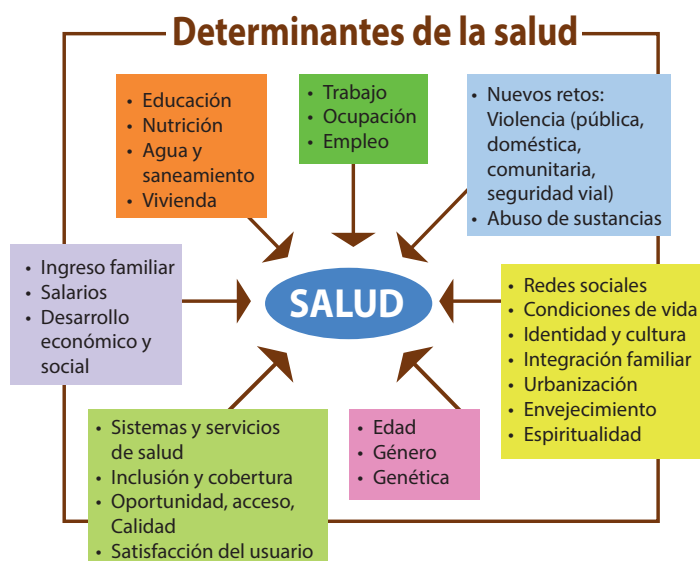 Determinantes de la salud
• Educación
• Nutrición
• Agua y
saneamiento
• Vivienda
• Trabajo
• Ocupación
• Empleo
• Nuevos retos:
Violencia (pública,
doméstica,
comunitaria,
seguridad vial)
• Abuso de sustancias
• Ingreso familiar
• Salarios
• Desarrollo
económico y
social
SALUD
• Redes sociales
• Condiciones de vida
• Identidad y cultura
• Integración familiar
• Urbanización
• Envejecimiento
• Espiritualidad
• Sistemas y servicios
de salud
• Inclusión y cobertura
• Oportunidad, acceso,
Calidad
• Satisfacción del usuario
• Edad
• Género
• Genética